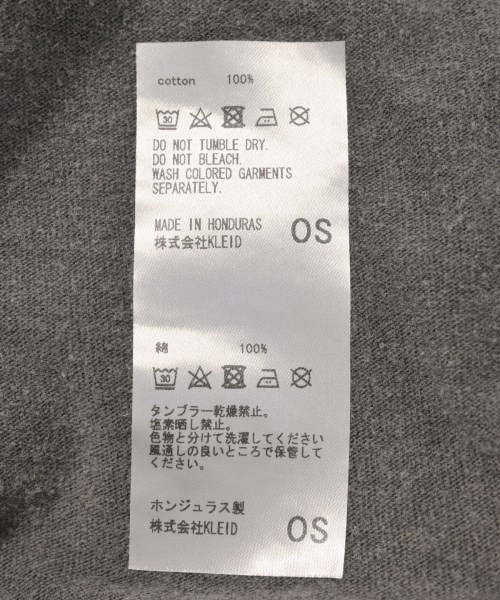 cotton 100%
30
DO NOT TUMBLE DRY.
DO NOT BLEACH.
WASH COLORED GARMENTS
SEPARATELY.
MADE IN HONDURAS
株式会社KLEID
OS
綿 100%
30
タンブラー乾燥禁止。
塩素晒し禁止。
色物と分けて洗濯してください
風通しの良いところで保管して
ください。
ホンジュラス製
株式会社KLEID
OS